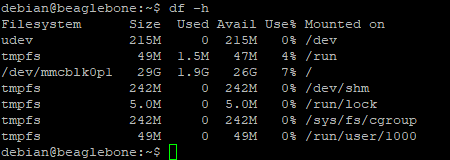 debian@beaglebone:~$ df -h
Filesystem      Size  Used Avail Use% Mounted on
udev            215M     0  215M   0% /dev
tmpfs            49M  1.5M   47M   4% /run
/dev/mmcblk0p1   29G  1.9G   26G   7% /
tmpfs           242M     0  242M   0% /dev/shm
tmpfs           5.0M     0  5.0M   0% /run/lock
tmpfs           242M     0  242M   0% /sys/fs/cgroup
tmpfs            49M     0   49M   0% /run/user/1000
debian@beaglebone:~$